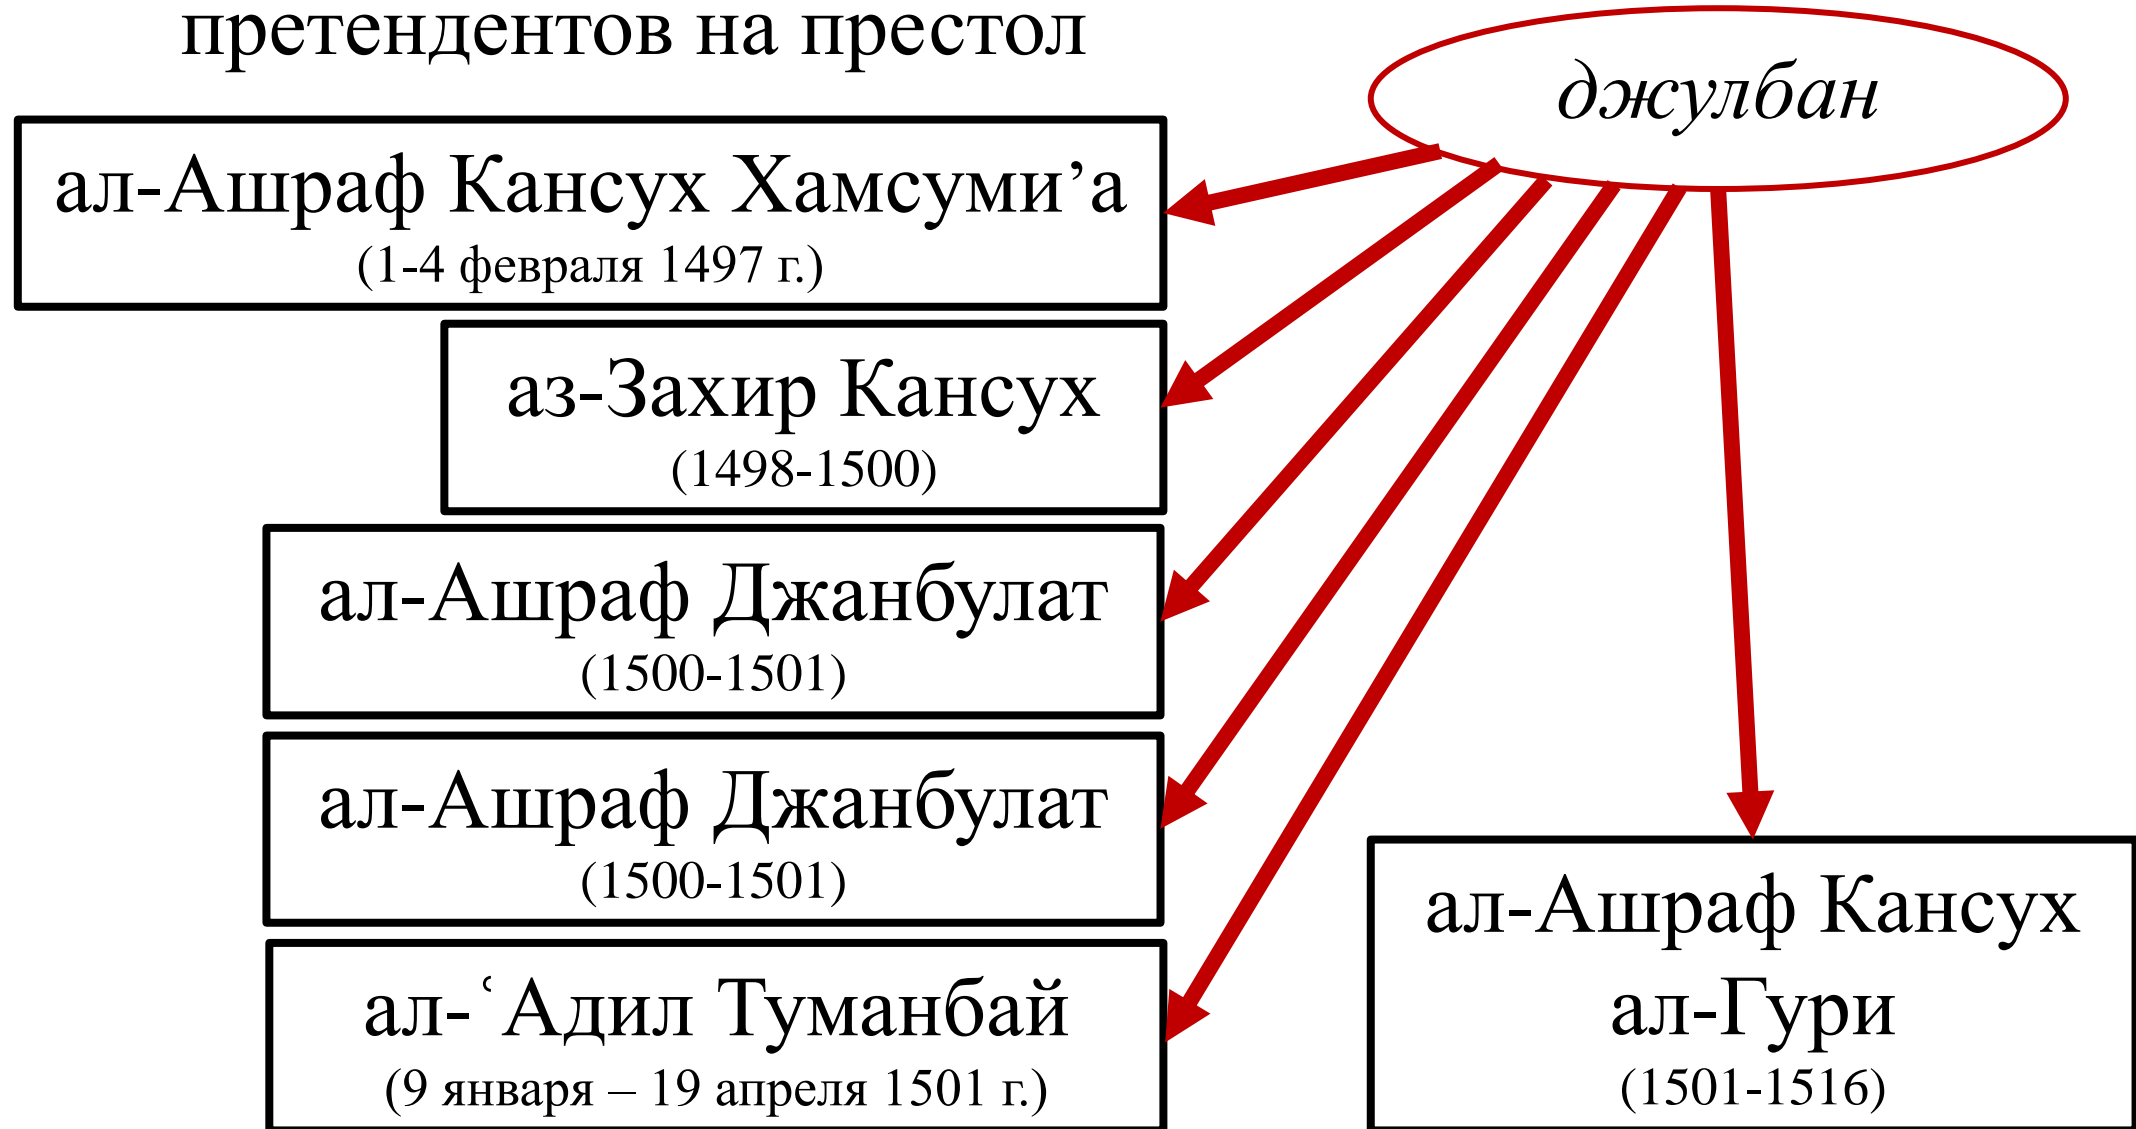 претендентов на престол
джулбан
ал-Ашраф Кансух Хамсуми’а
(1-4 февраля 1497 г.)
аз-Захир Кансух
(1498-1500)
ал-Ашраф Джанбулат
(1500-1501)
ал-Ашраф Джанбулат
(1500-1501)
ал-ʿАдил Туманбай
(9 января – 19 апреля 1501 г.)
ал-Ашраф Кансух
ал-Гури
(1501-1516)